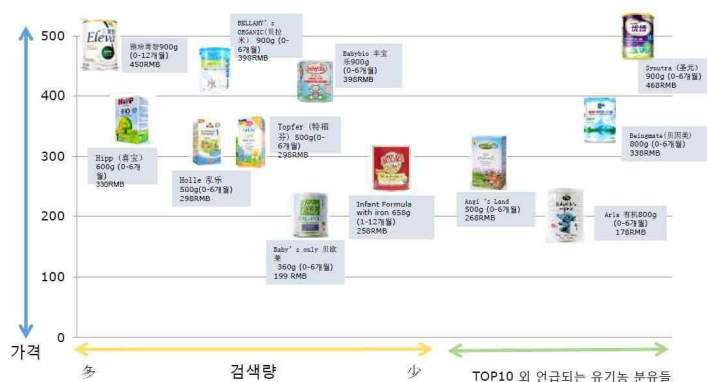 500
400
300
200
100
0
가격
多
검색량
少
TOP10 외 언급되는 유기농 분유들
Eleva
雅培菁智900g
(0-12개월)
450RMB
BELLAMY's
ORGANIC(贝拉
米) 900g (0-
6개월)
398RMB
Babybio 丰宝
乐900g
(0-6개월)
398RMB
优博
Synutra (圣元)
900g (0-6개월)
468RMB
HiPP
Hipp (喜宝)
600g (0-6개
월)
330RMB
Holle 泓乐
500g(0-6개월)
298RMB
Topfer (特福
芬) 500g(0-
6개월)
298RMB
Beingmate(贝因美)
800g (0-6개월)
338RMB
Baby's only 贝欧
莱
360g (0-6개월)
199 RMB
Infant Formula
with iron 658g
(1-12개월)
258RMB
Angi 's Land
500g (0-6개월)
268RMB
Arla 有机800g
(0-6개월)
178RMB